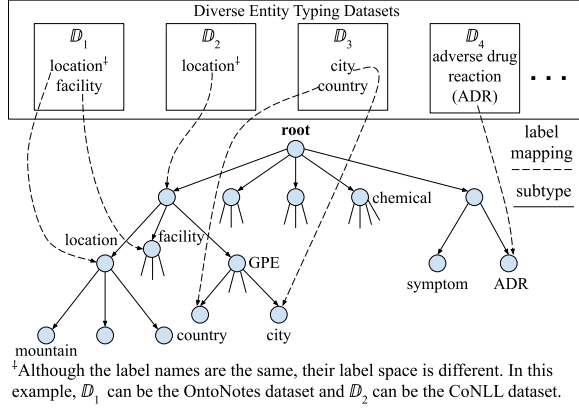 Diverse Entity Typing Datasets
𝔻1 𝔻2 𝔻3 𝔻4
location‡ location‡ city adverse drug
facility country reaction
(ADR)
. . .
label
mapping
subtype
root
chemical
location
facility
GPE
symptom
ADR
country
city
mountain
‡Although the label names are the same, their label space is different. In this
example, 𝔻1 can be the OntoNotes dataset and 𝔻2 can be the CoNLL dataset.